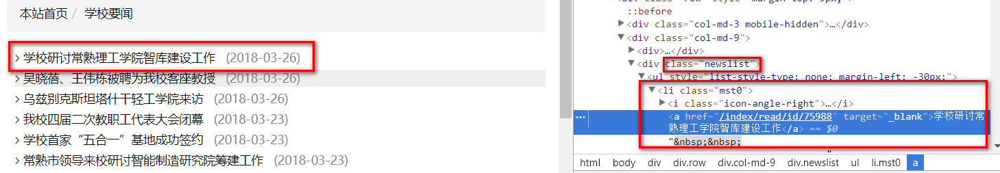 本站首页 / 学校要闻
学校研讨常熟理工学院智库建设工作 (2018-03-26)
吴晓蓓、王伟栋被聘为我校客座教授 (2018-03-26)
乌兹别克斯坦塔什干轻工学院来访 (2018-03-26)
我校四届二次教职工代表大会闭幕 (2018-03-23)
学校首家“五合一”基地成功签约 (2018-03-23)
常熟市领导来校研讨智能制造研究院筹建工作 (2018-03-23)
::before
▶<div class="col-md-3 mobile-hidden">…</div>
▼<div class="col-md-9">
▶<div>…</div>
▼<div class="newslist">
▼<ul style="list-style-type: none; margin-left: -30px;">
▼<li class="mst0">
▶<i class="icon-angle-right">…</i>
<a href="/index/read/id/75988" target="_blank">学校研讨常
熟理工学院智库建设工作</a> == $0
"&nbsp;&nbsp;
html body div div.row div.col-md-9 div.newslist ul li.mst0 a